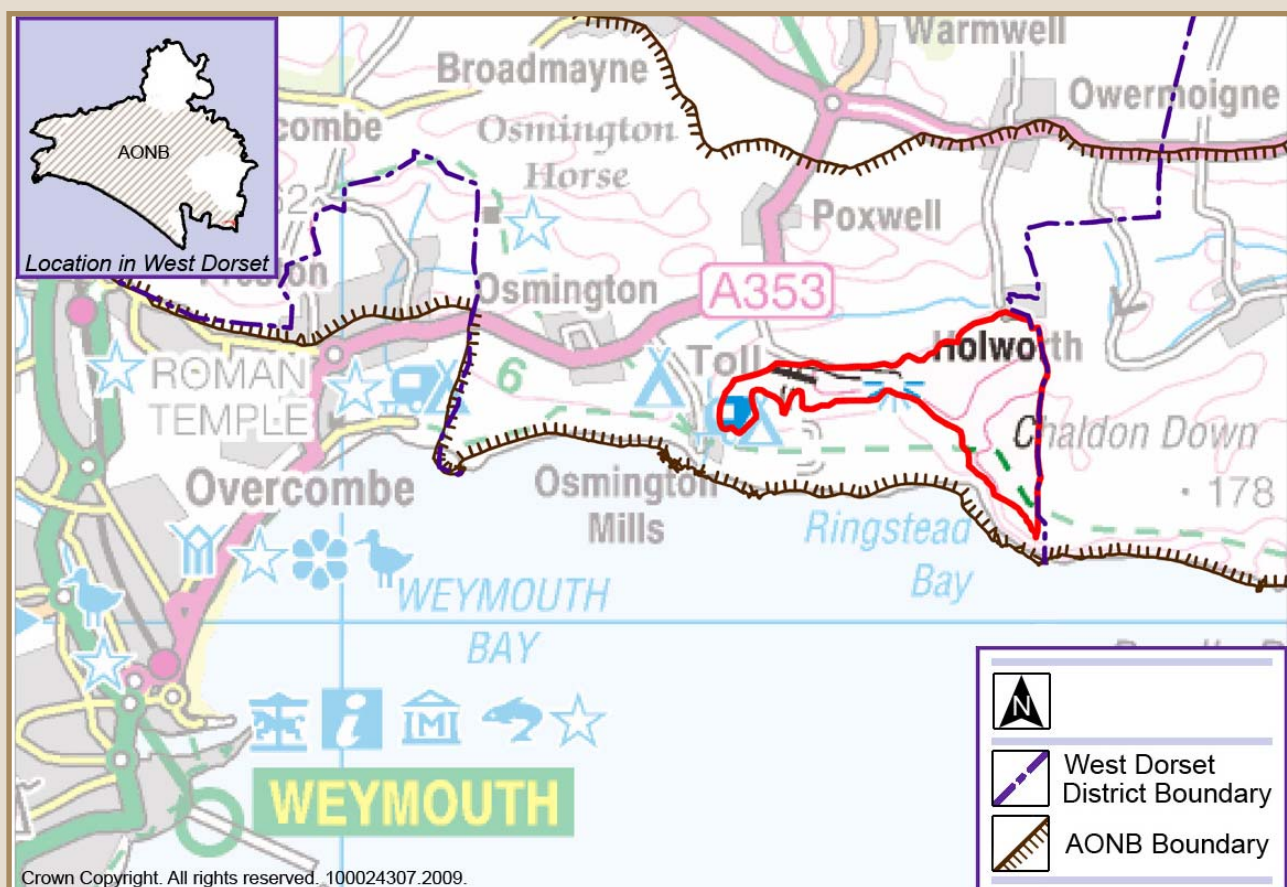 AONB
Location in West Dorset
Warmwell
Broadmayne
Owermoigne
combe
Osmington
Horse
Poxwell
Osmington
A353
Holworth
Toll
ROMAN
TEMPLE
6
Chaldon Down
178
Overcombe
Osmington
Mills
Ringstead
Bay
WEYMOUTH
BAY
i
M
WEYMOUTH
N
West Dorset
District Boundary
AONB Boundary
Crown Copyright. All rights reserved. 100024307.2009.